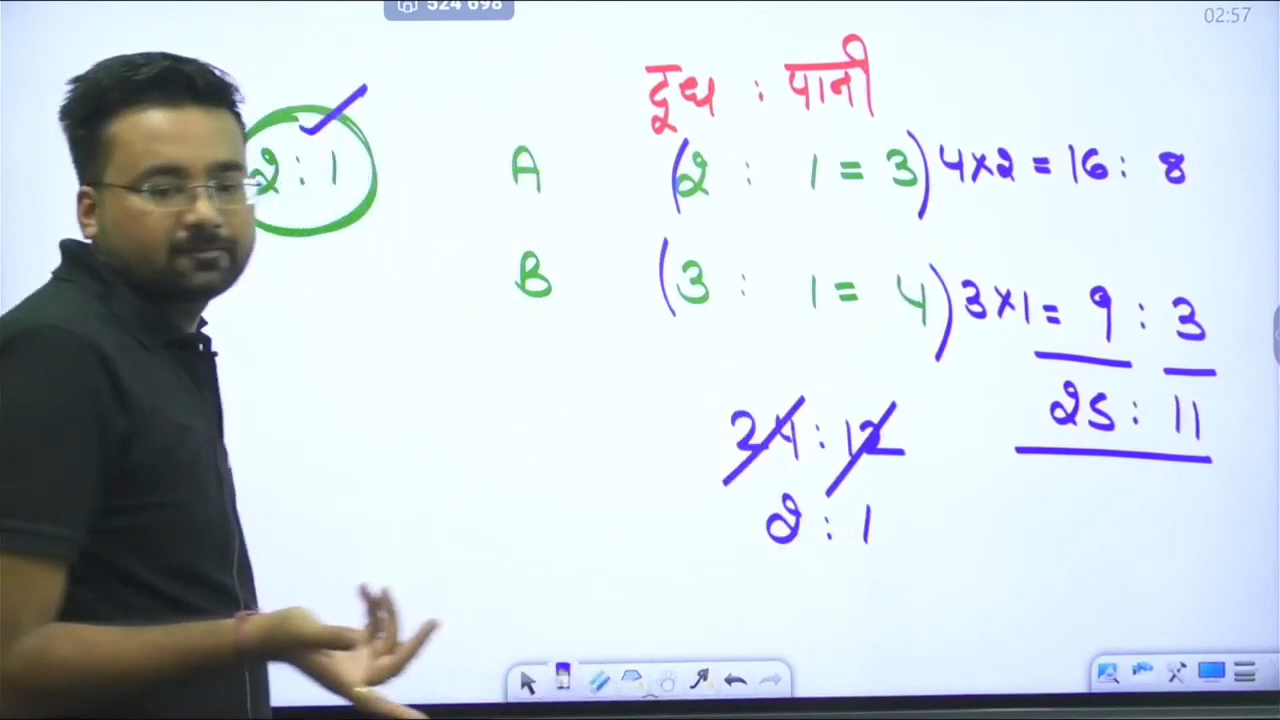 524 698
02:57
दूध : पानी
2 : 1
A (2 : 1 = 3) 4×2 = 16 : 8
B (3 : 1 = 4) 3×1 = 9 : 3
25 : 11
24 : 12
2 : 1